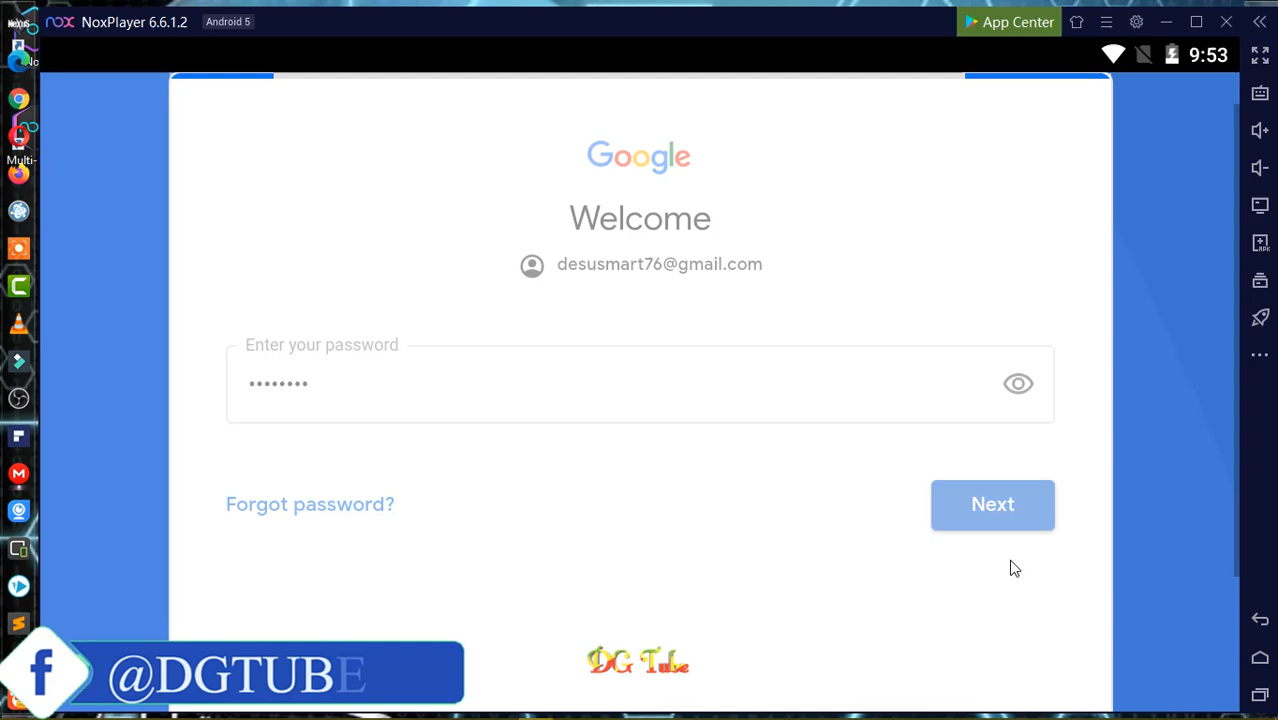 NoxPlayer 6.6.1.2 Android 5 App Center
9:53
Google
Welcome
desusmart76@gmail.com
Enter your password
••••••••
Forgot password?
Next
Multi-
DG Tube
@DGTUBE